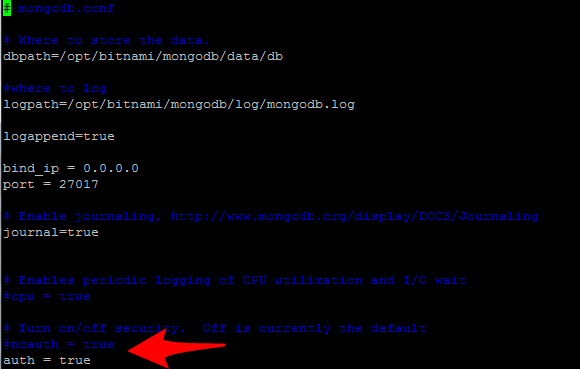 # mongodb.conf
# Where to store the data.
dbpath=/opt/bitnami/mongodb/data/db
#where to log
logpath=/opt/bitnami/mongodb/log/mongodb.log
logappend=true
bind_ip = 0.0.0.0
port = 27017
# Enable journaling, http://www.mongodb.org/display/DOCS/Journaling
journal=true
# Enables periodic logging of CPU utilization and I/O wait
#cpu = true
# Turn on/off security.  Off is currently the default
#noauth = true
auth = true